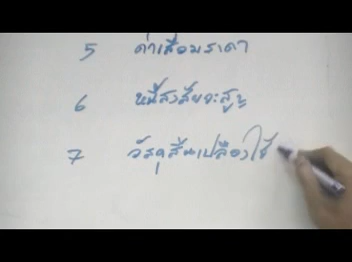 5 ค่าเสื่อมราคา
6 หนี้สงสัยจะสูญ
7 วัสดุสิ้นเปลืองใช้